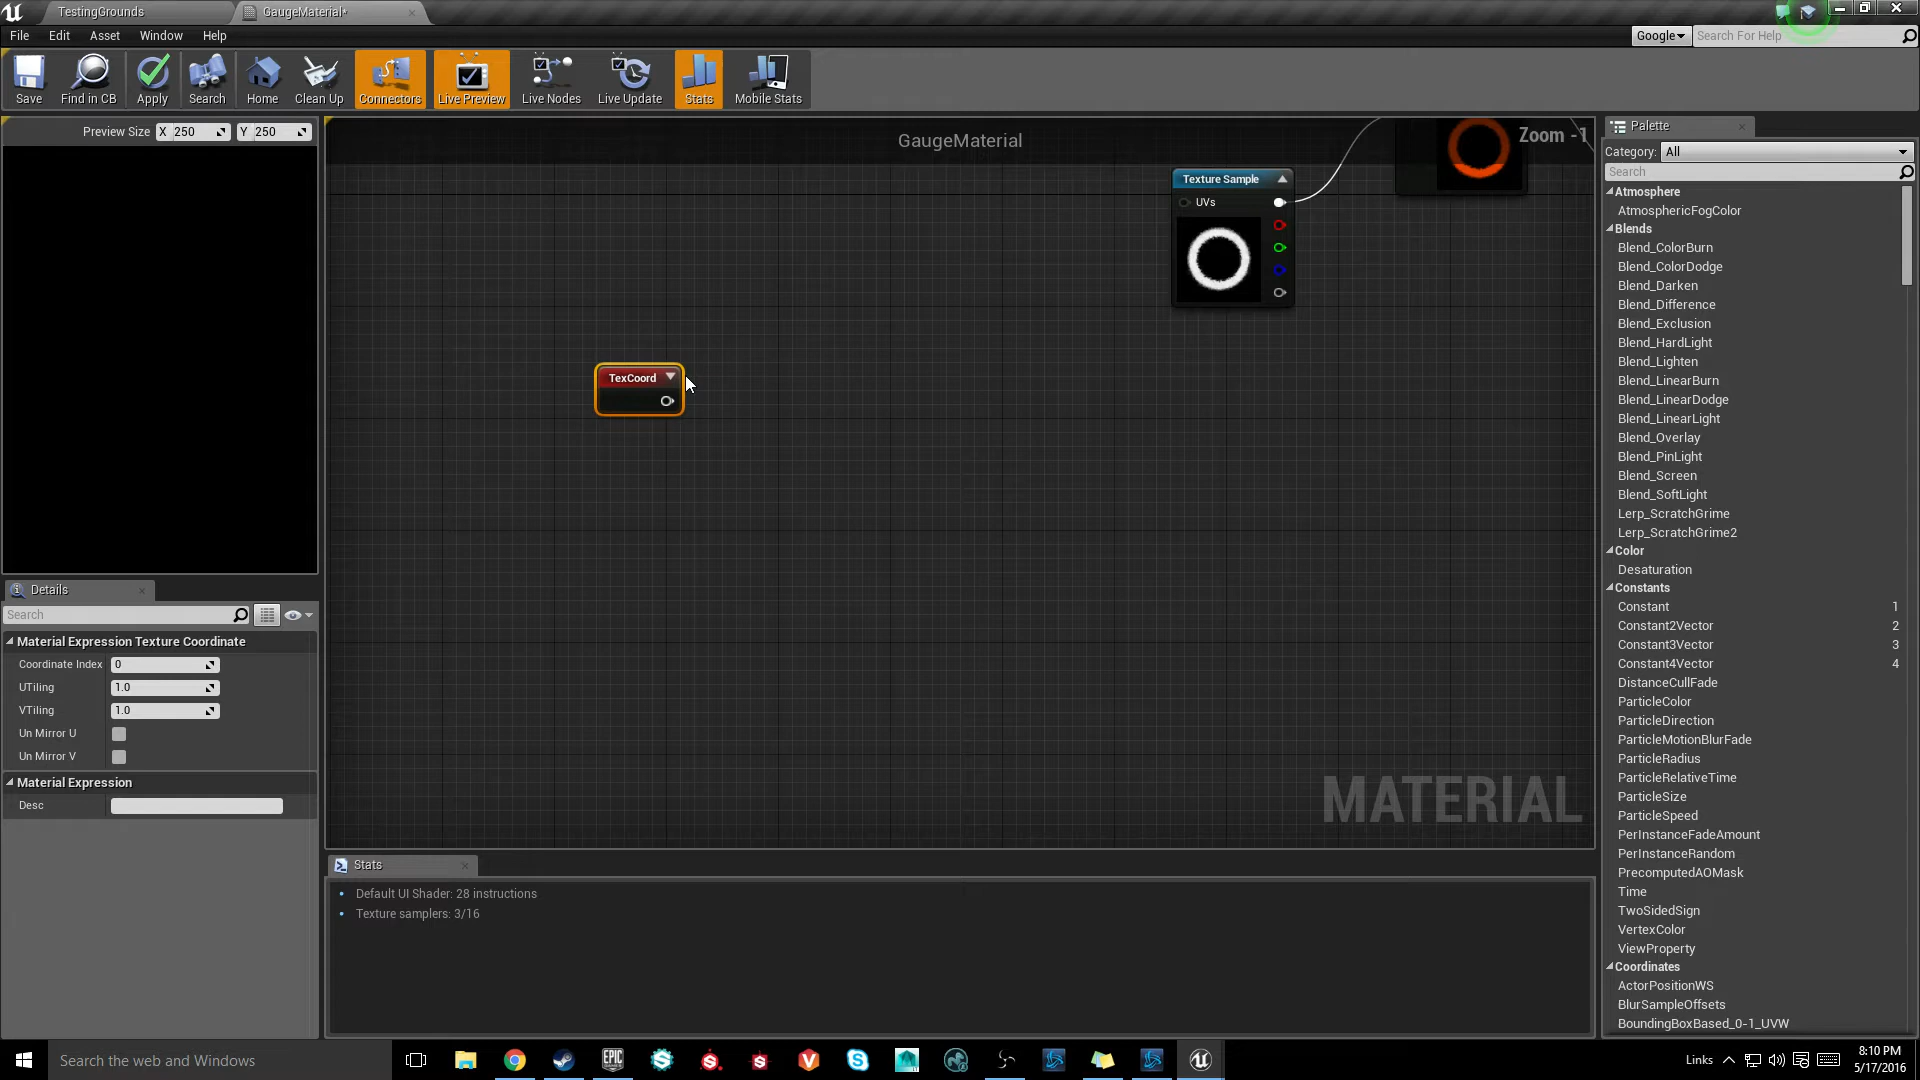 TestingGrounds
GaugeMaterial*
File Edit Asset Window Help
Google
Search For Help
Save
Find in CB
Apply
Search
Home
Clean Up
Connectors
Live Preview
Live Nodes
Live Update
Stats
Mobile Stats
Preview Size X 250 Y 250
GaugeMaterial
Zoom -1
Texture Sample
UVs
TexCoord
MATERIAL
Details
Search
Material Expression Texture Coordinate
Coordinate Index 0
UTiling 1.0
VTiling 1.0
Un Mirror U
Un Mirror V
Material Expression
Desc
Stats
Default UI Shader: 28 instructions
Texture samplers: 3/16
Palette
Category: All
Search
Atmosphere
AtmosphericFogColor
Blends
Blend_ColorBurn
Blend_ColorDodge
Blend_Darken
Blend_Difference
Blend_Exclusion
Blend_HardLight
Blend_Lighten
Blend_LinearBurn
Blend_LinearDodge
Blend_LinearLight
Blend_Overlay
Blend_PinLight
Blend_Screen
Blend_SoftLight
Lerp_ScratchGrime
Lerp_ScratchGrime2
Color
Desaturation
Constants
Constant 1
Constant2Vector 2
Constant3Vector 3
Constant4Vector 4
DistanceCullFade
ParticleColor
ParticleDirection
ParticleMotionBlurFade
ParticleRadius
ParticleRelativeTime
ParticleSize
ParticleSpeed
PerInstanceFadeAmount
PerInstanceRandom
PrecomputedAOMask
Time
TwoSidedSign
VertexColor
ViewProperty
Coordinates
ActorPositionWS
BlurSampleOffsets
BoundingBoxBased_0-1_UVW
Search the web and Windows
EPIC
Links
8:10 PM
5/17/2016